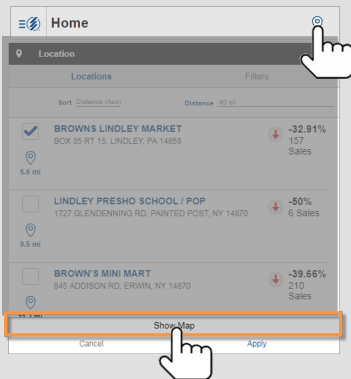 Home
Location
Locations Filters
Sort Distance (Asc) Distance 40 mi
BROWNS LINDLEY MARKET
BOX 85 RT 15, LINDLEY, PA 14858
-32.91%
157
Sales
5.6 mi
LINDLEY PRESHO SCHOOL / POP
1727 GLENDENNING RD, PAINTED POST, NY 14870
-50%
6 Sales
9.5 mi
BROWN'S MINI MART
845 ADDISON RD, ERWIN, NY 14870
-39.66%
210
Sales
Show Map
Cancel Apply